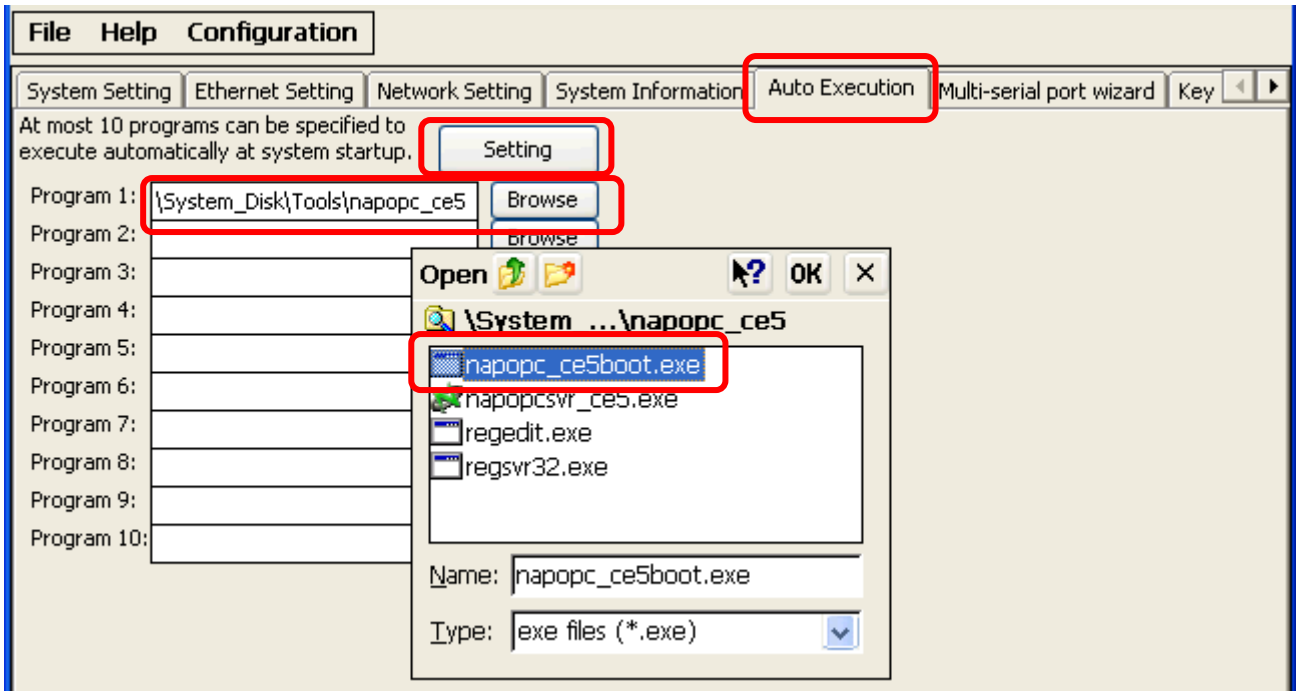 File Help Configuration
System Setting Ethernet Setting Network Setting System Information Auto Execution Multi-serial port wizard Key
At most 10 programs can be specified to
execute automatically at system startup.
Setting
Program 1: \System_Disk\Tools\napopc_ce5 Browse
Program 2: Browse
Program 3:
Program 4:
Program 5:
Program 6:
Program 7:
Program 8:
Program 9:
Program 10:
Open ? OK ×
\System_...\napopc_ce5
napopc_ce5boot.exe
napopcsvr_ce5.exe
regedit.exe
regsvr32.exe
Name: napopc_ce5boot.exe
Type: exe files (*.exe)